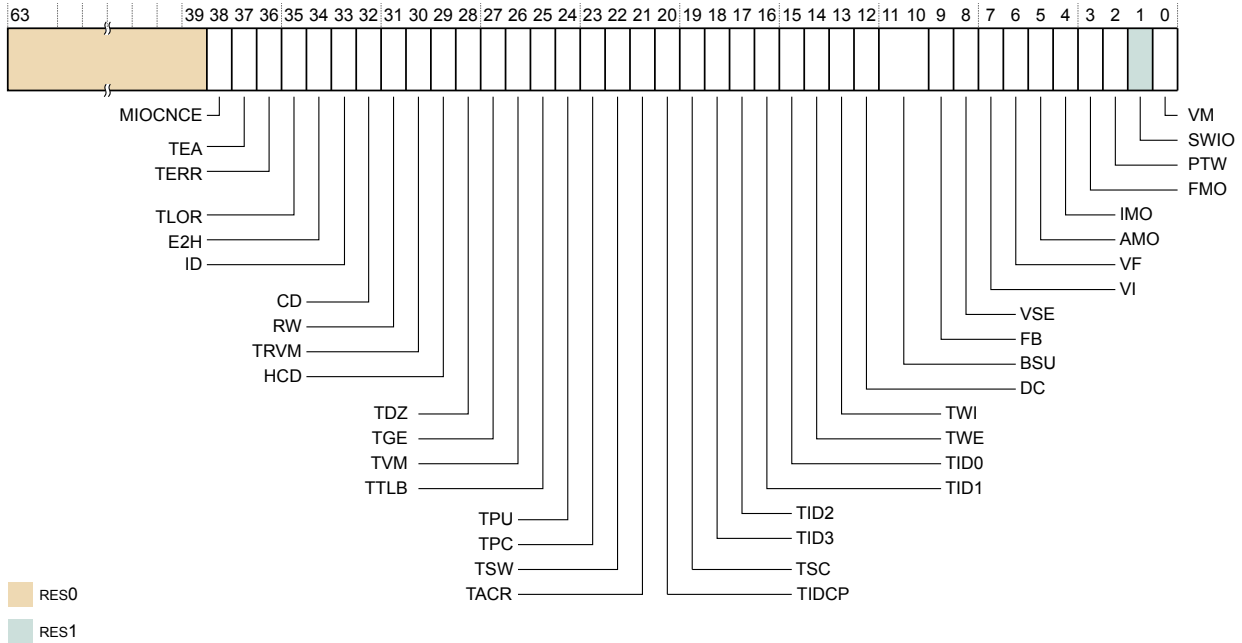 63 39 38 37 36 35 34 33 32 31 30 29 28 27 26 25 24 23 22 21 20 19 18 17 16 15 14 13 12 11 10 9 8 7 6 5 4 3 2 1 0
MIOCNCE
TEA
TERR
TLOR
E2H
ID
CD
RW
TRVM
HCD
TDZ
TGE
TVM
TTLB
TPU
TPC
TSW
TACR
VM
SWIO
PTW
FMO
IMO
AMO
VF
VI
VSE
FB
BSU
DC
TWI
TWE
TID0
TID1
TID2
TID3
TSC
TIDCP
RES0
RES1